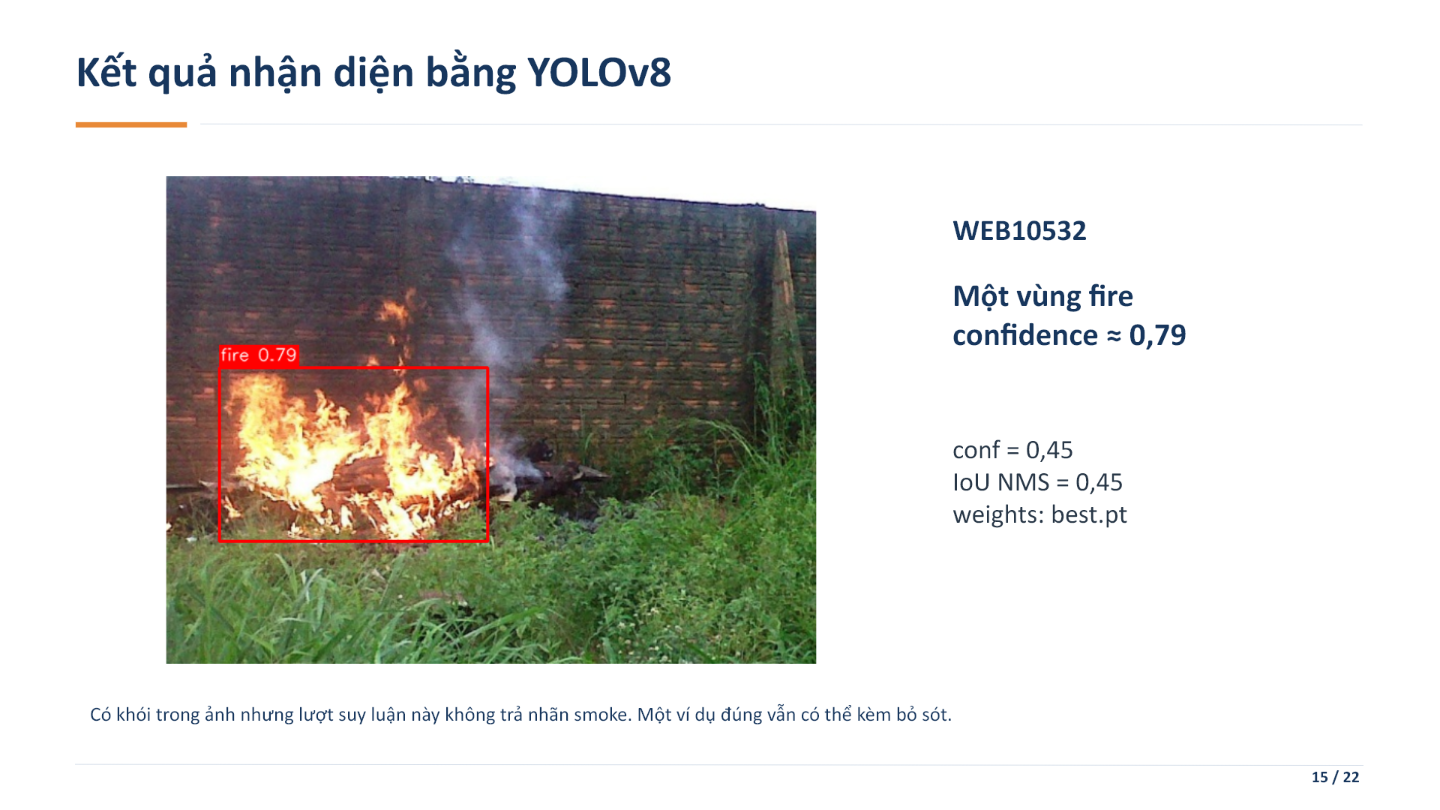 Kết quả nhận diện bằng YOLOv8
fire 0.79
WEB10532
Một vùng fire
confidence ≈ 0,79
conf = 0,45
IoU NMS = 0,45
weights: best.pt
Có khói trong ảnh nhưng lượt suy luận này không trả nhãn smoke. Một ví dụ đúng vẫn có thể kèm bỏ sót.
15 / 22